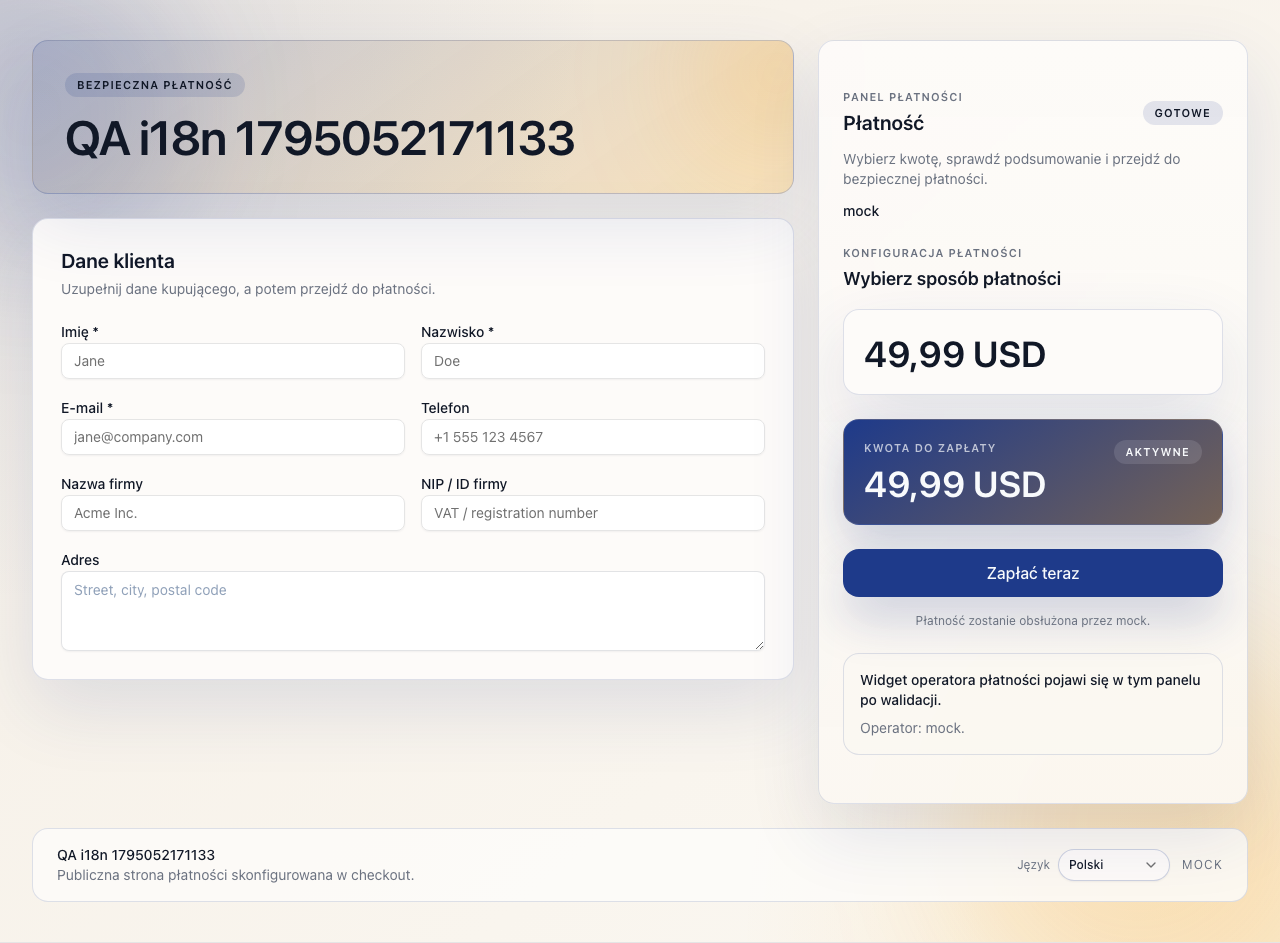 BEZPIECZNA PŁATNOŚĆ
QA i18n 1795052171133
Dane klienta
Uzupełnij dane kupującego, a potem przejdź do płatności.
Imię *
Nazwisko *
Jane
Doe
E-mail *
Telefon
jane@company.com
+1 555 123 4567
Nazwa firmy
NIP / ID firmy
Acme Inc.
VAT / registration number
Adres
Street, city, postal code
PANEL PŁATNOŚCI
Płatność
GOTOWE
Wybierz kwotę, sprawdź podsumowanie i przejdź do
bezpiecznej płatności.
mock
KONFIGURACJA PŁATNOŚCI
Wybierz sposób płatności
49,99 USD
KWOTA DO ZAPŁATY
AKTYWNE
49,99 USD
Zapłać teraz
Płatność zostanie obsłużona przez mock.
Widget operatora płatności pojawi się w tym panelu
po walidacji.
Operator: mock.
QA i18n 1795052171133
Publiczna strona płatności skonfigurowana w checkout.
Język
Polski
MOCK